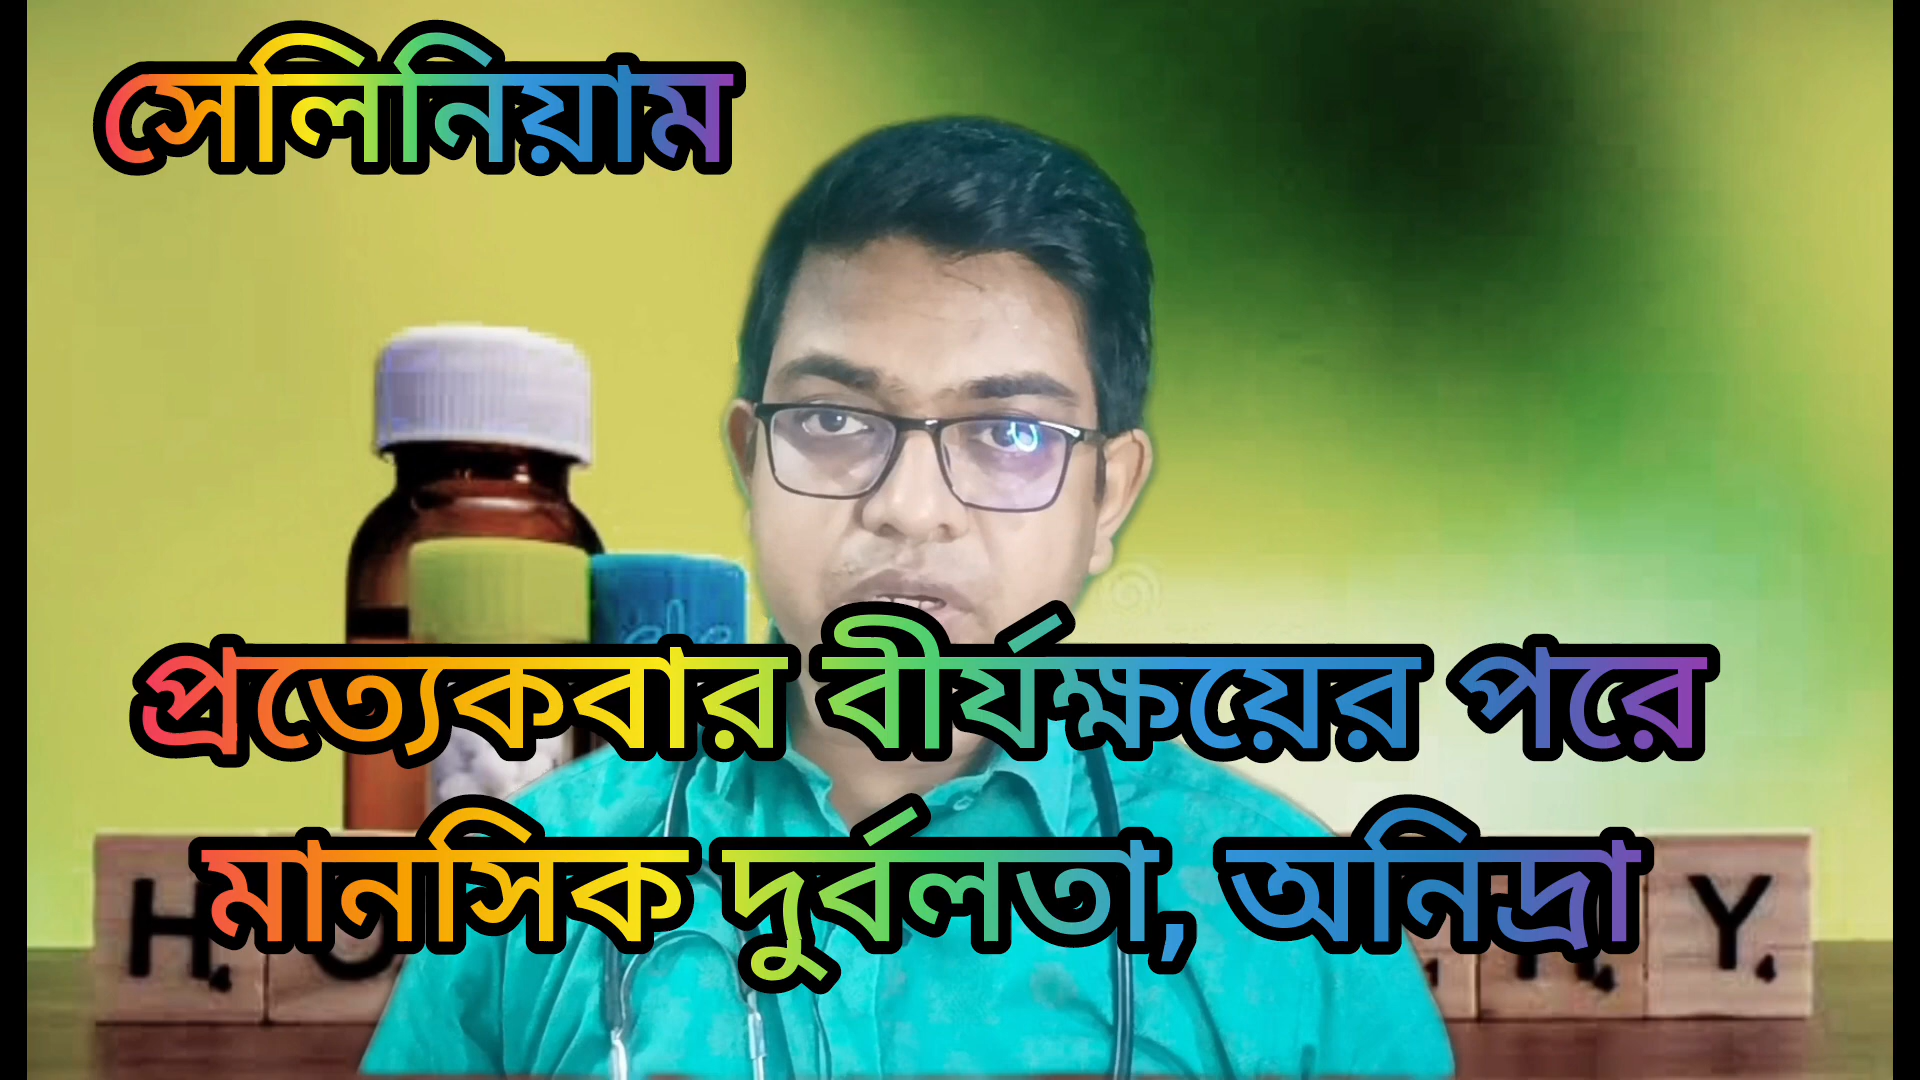 সেলিনিয়াম
প্রত্যেকবার বীর্যক্ষয়ের পরে
মানসিক দুর্বলতা, অনিদ্রা
H Y